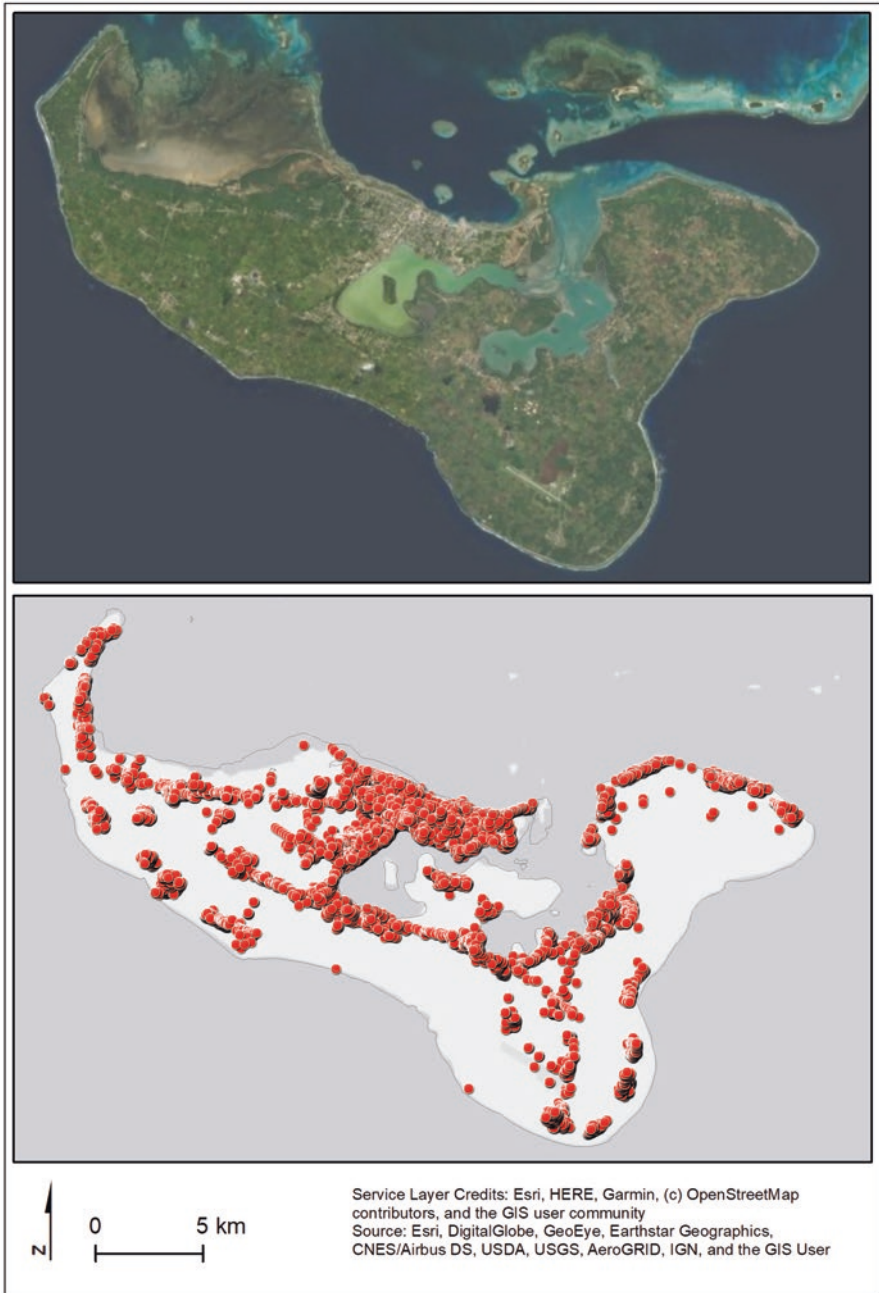 N
0
5 km
Service Layer Credits: Esri, HERE, Garmin, (c) OpenStreetMap
contributors, and the GIS user community
Source: Esri, DigitalGlobe, GeoEye, Earthstar Geographics,
CNES/Airbus DS, USDA, USGS, AeroGRID, IGN, and the GIS User